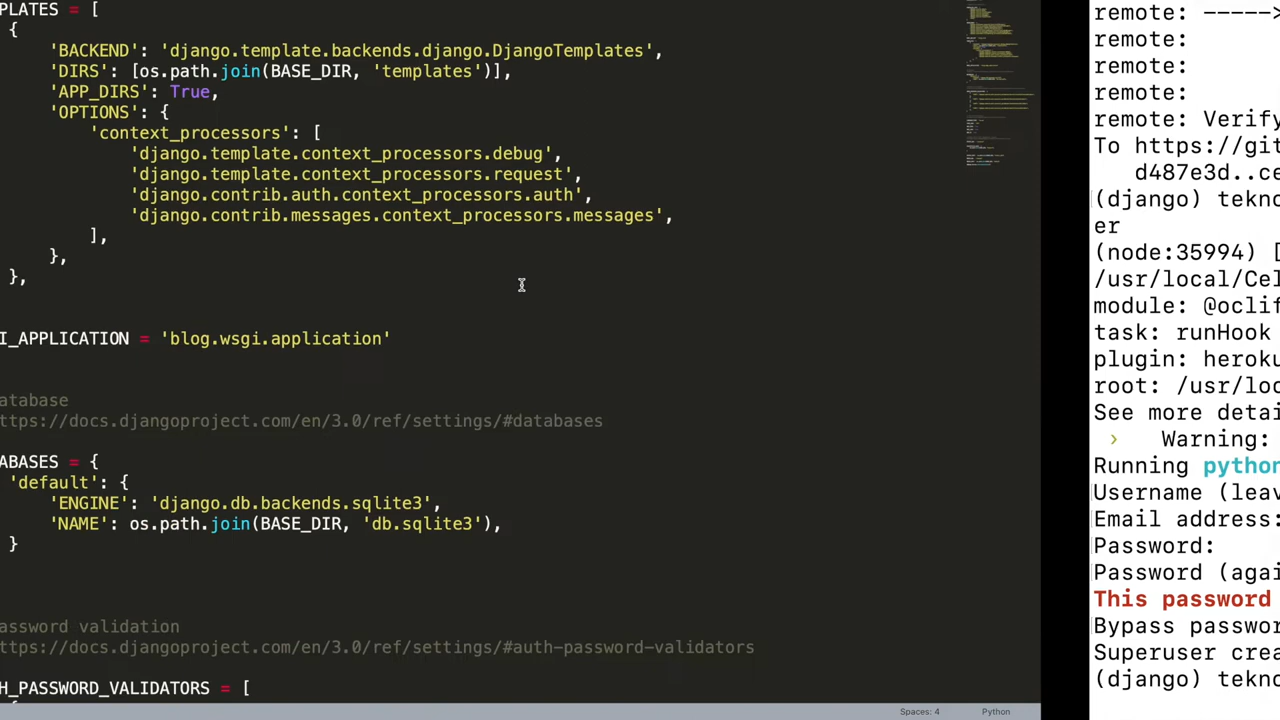 PLATES = [
{
'BACKEND': 'django.template.backends.django.DjangoTemplates',
'DIRS': [os.path.join(BASE_DIR, 'templates')],
'APP_DIRS': True,
'OPTIONS': {
'context_processors': [
'django.template.context_processors.debug',
'django.template.context_processors.request',
'django.contrib.auth.context_processors.auth',
'django.contrib.messages.context_processors.messages',
],
},
},
I_APPLICATION = 'blog.wsgi.application'
atabase
ttps://docs.djangoproject.com/en/3.0/ref/settings/#databases
ABASES = {
'default': {
'ENGINE': 'django.db.backends.sqlite3',
'NAME': os.path.join(BASE_DIR, 'db.sqlite3'),
}
assword validation
ttps://docs.djangoproject.com/en/3.0/ref/settings/#auth-password-validators
H_PASSWORD_VALIDATORS = [
Spaces: 4 Python
remote: ----->
remote:
remote:
remote:
remote: Verify
To https://git
d487e3d..ce
(django) tekno
er
(node:35994) [
/usr/local/Cel
module: @oclif
task: runHook
plugin: heroku
root: /usr/loc
See more detai
› Warning:
Running python
Username (leav
Email address:
Password:
Password (agai
This password
Bypass passwor
Superuser crea
(django) tekno